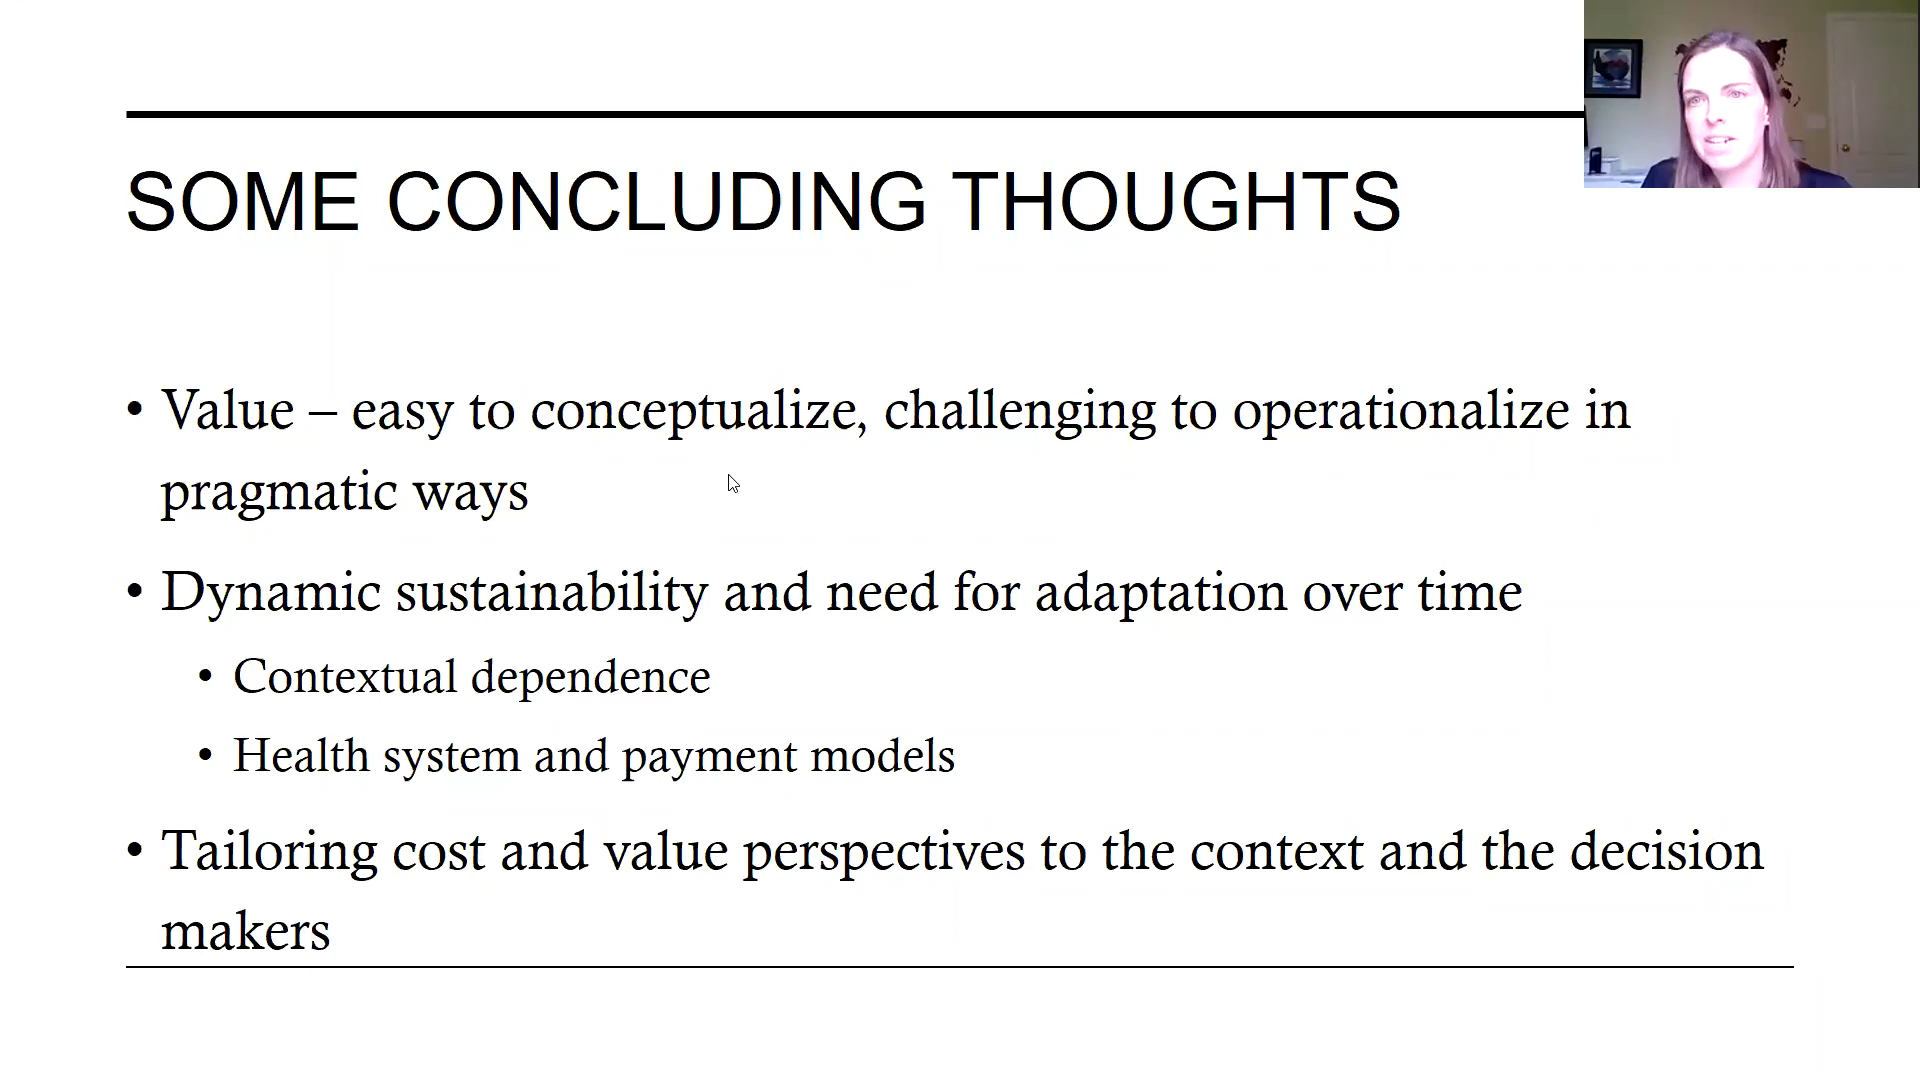 SOME CONCLUDING THOUGHTS
• Value – easy to conceptualize, challenging to operationalize in
pragmatic ways
• Dynamic sustainability and need for adaptation over time
• Contextual dependence
• Health system and payment models
• Tailoring cost and value perspectives to the context and the decision
makers